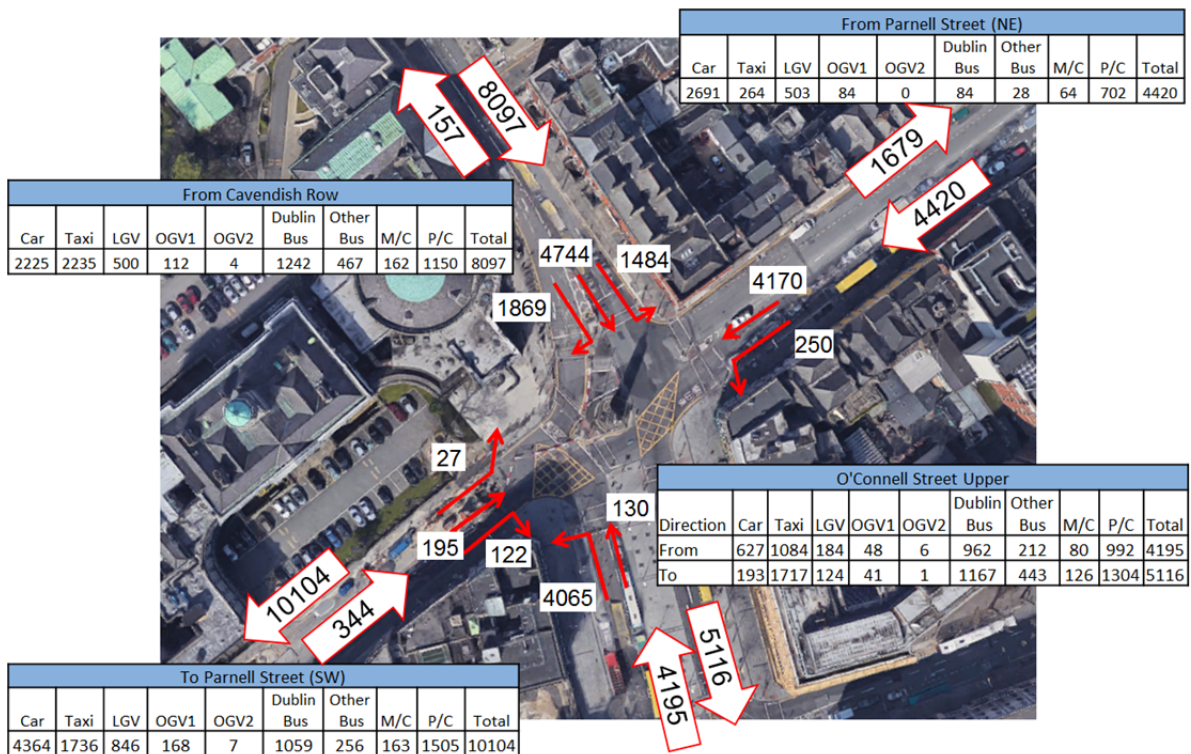 From Parnell Street (NE)
Car Taxi LGV OGV1 OGV2 Dublin Bus Other Bus M/C P/C Total
2691 264 503 84 0 84 28 64 702 4420
157
8097
1679
4420
From Cavendish Row
Car Taxi LGV OGV1 OGV2 Dublin Bus Other Bus M/C P/C Total
2225 2235 500 112 4 1242 467 162 1150 8097
4744
1484
1869
4170
250
27
195
122
130
4065
O'Connell Street Upper
Direction Car Taxi LGV OGV1 OGV2 Dublin Bus Other Bus M/C P/C Total
From 627 1084 184 48 6 962 212 80 992 4195
To 193 1717 124 41 1 1167 443 126 1304 5116
10104
344
4195
5116
To Parnell Street (SW)
Car Taxi LGV OGV1 OGV2 Dublin Bus Other Bus M/C P/C Total
4364 1736 846 168 7 1059 256 163 1505 10104